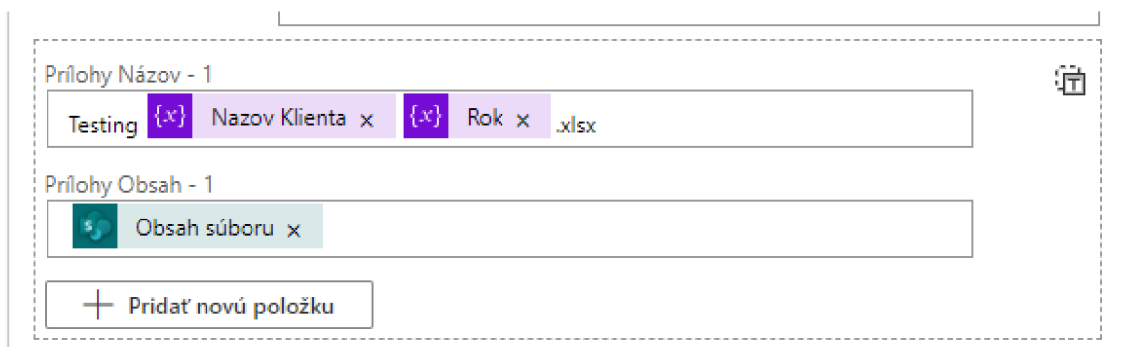 Prílohy Názov - 1
Testing {x} Nazov Klienta × {x} Rok × .xlsx
Prílohy Obsah - 1
S Obsah súboru ×
Pridať novú položku